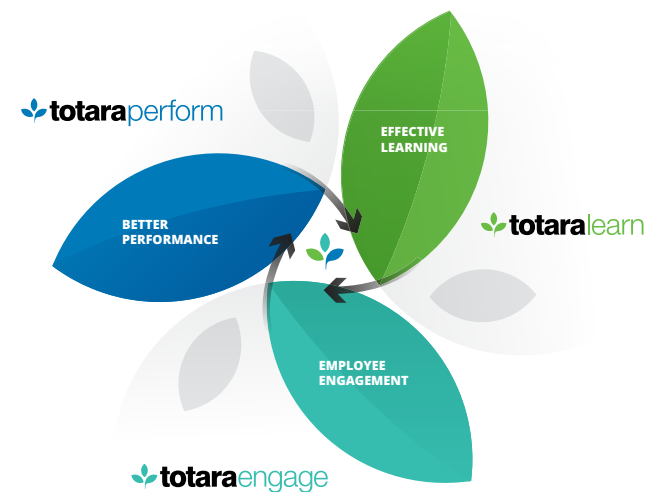 totaraperform
EFFECTIVE
LEARNING
BETTER
PERFORMANCE
totaralearn
EMPLOYEE
ENGAGEMENT
totaraengage